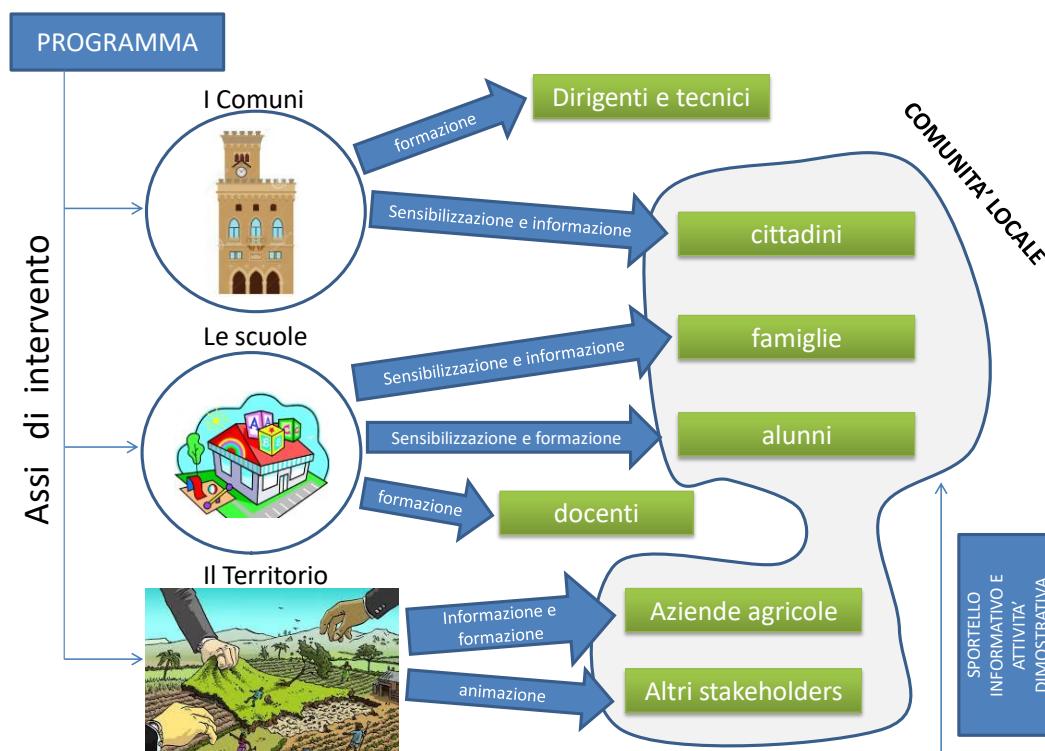 PROGRAMMA
Assi di intervento
I Comuni
formazione
Dirigenti e tecnici
COMUNITA’ LOCALE
Sensibilizzazione e informazione
cittadini
Le scuole
Sensibilizzazione e informazione
famiglie
Sensibilizzazione e formazione
alunni
formazione
docenti
Il Territorio
Informazione e
formazione
Aziende agricole
animazione
Altri stakeholders
SPORTELLO
INFORMATIVO E
ATTIVITA’
DIMOSTRATIVA